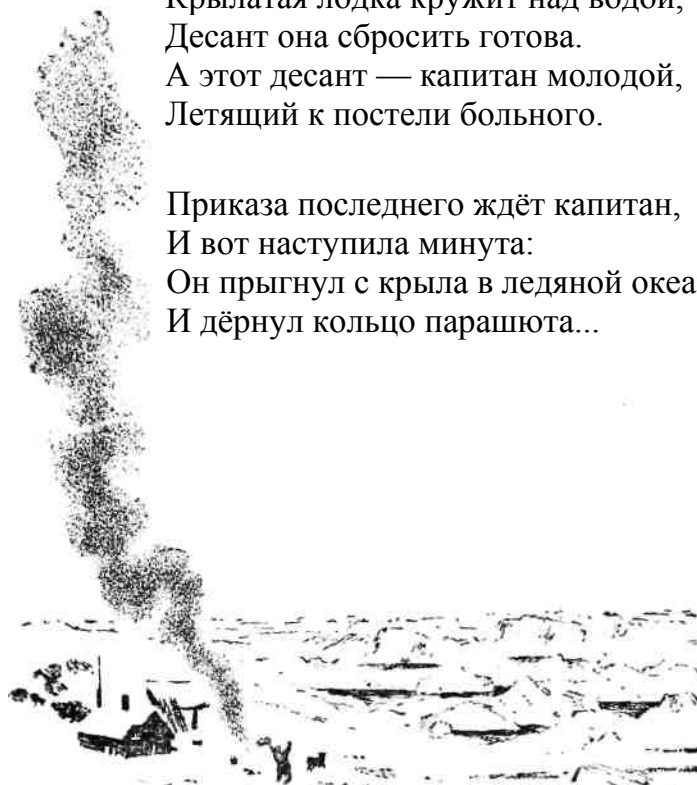 Крылатая лодка кружит над водой,
Десант она сбросить готова.
А этот десант — капитан молодой,
Летящий к постели больного.
Приказа последнего ждёт капитан,
И вот наступила минута:
Он прыгнул с крыла в ледяной океа
И дёрнул кольцо парашюта...